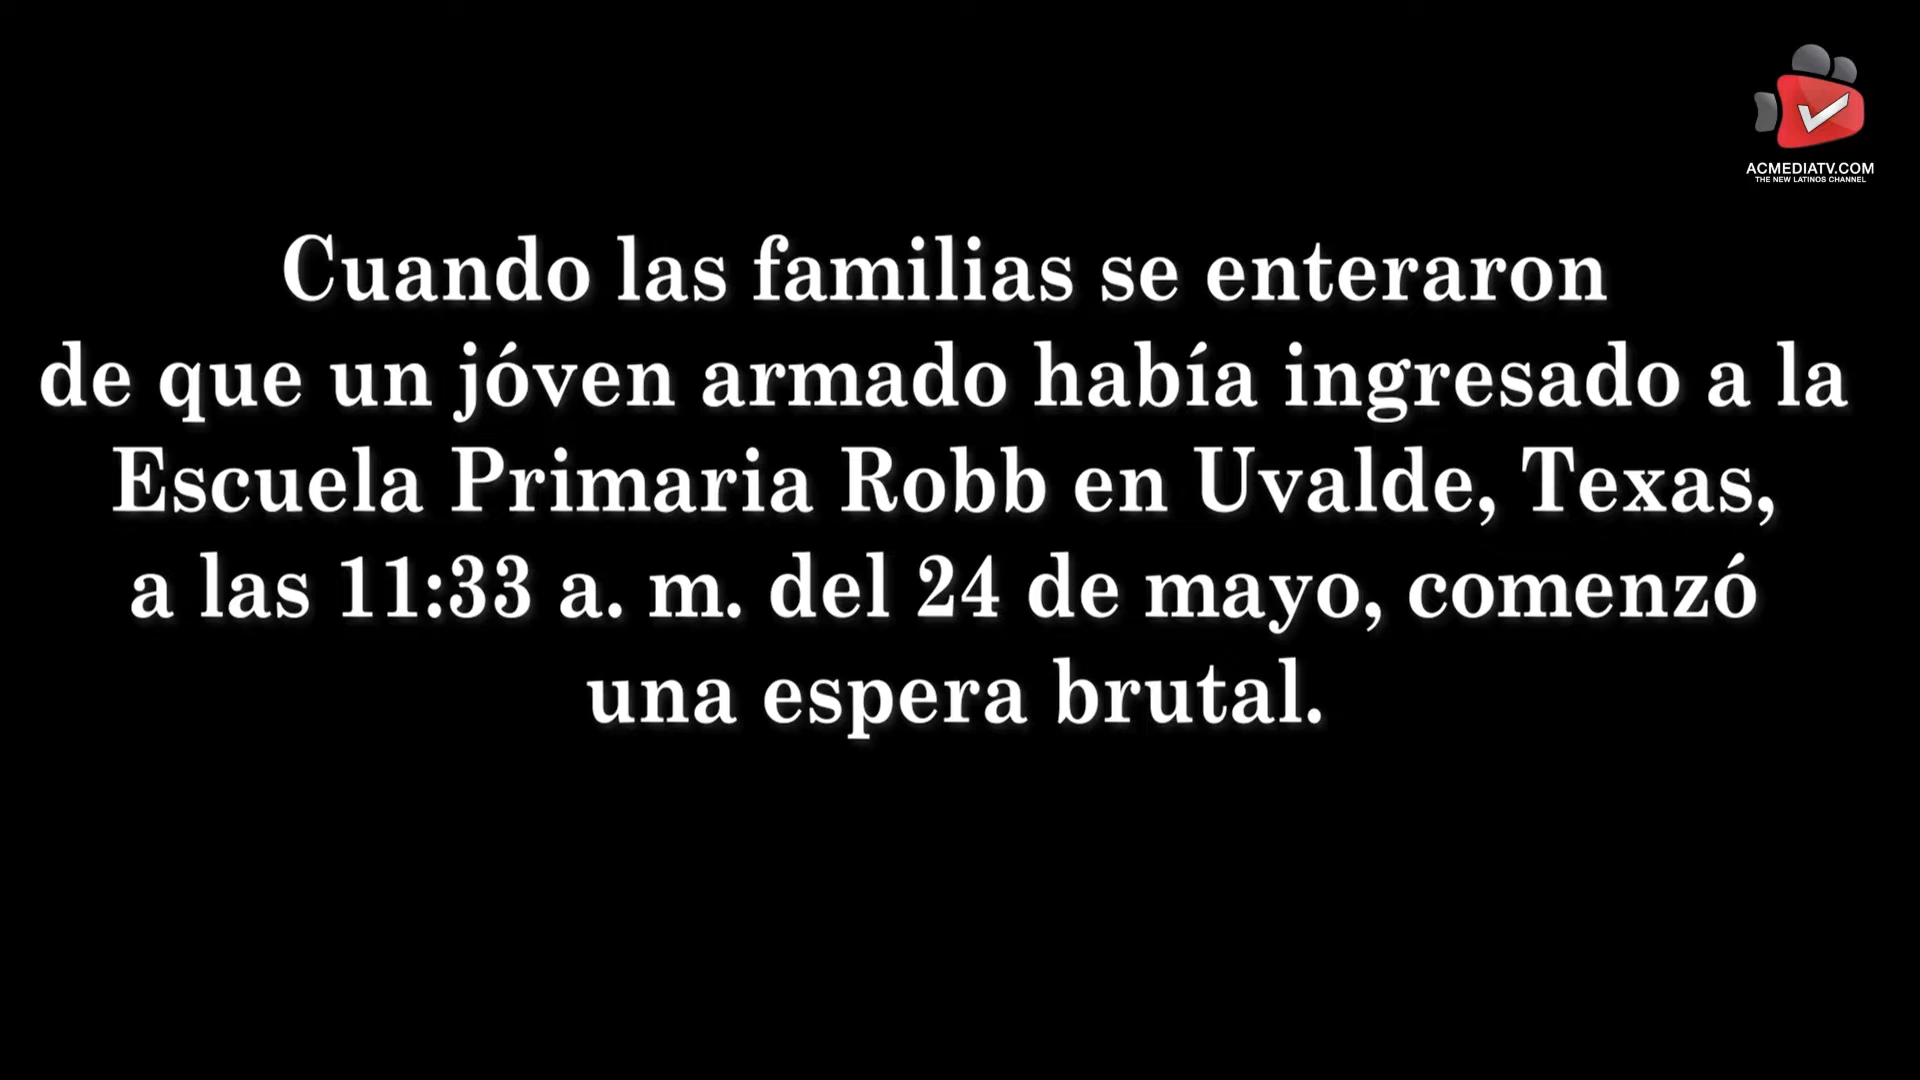 ACMEDIATV.COM
THE NEW LATINOS CHANNEL
Cuando las familias se enteraron
de que un jóven armado había ingresado a la
Escuela Primaria Robb en Uvalde, Texas,
a las 11:33 a. m. del 24 de mayo, comenzó
una espera brutal.